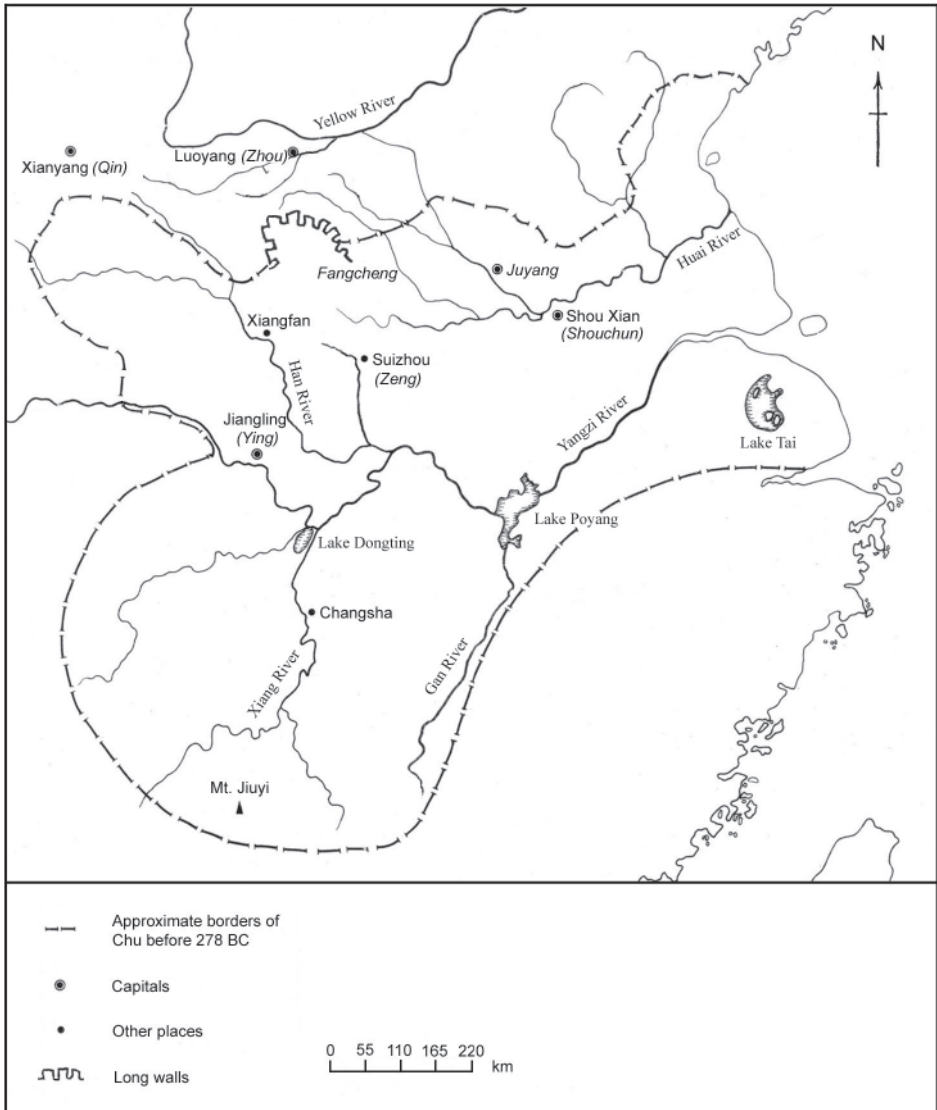 N
Yellow River
Luoyang (Zhou)
Xianyang (Qin)
Fangcheng
Juyang
Huai River
Shou Xian
(Shouchun)
Xiangfan
Suizhou
(Zeng)
Han River
Jiangling
(Ying)
Yangzi River
Lake Tai
Lake Poyang
Lake Dongting
Changsha
Xiang River
Gan River
Mt. Jiuyi
Approximate borders of
Chu before 278 BC
Capitals
Other places
Long walls
0 55 110 165 220
km